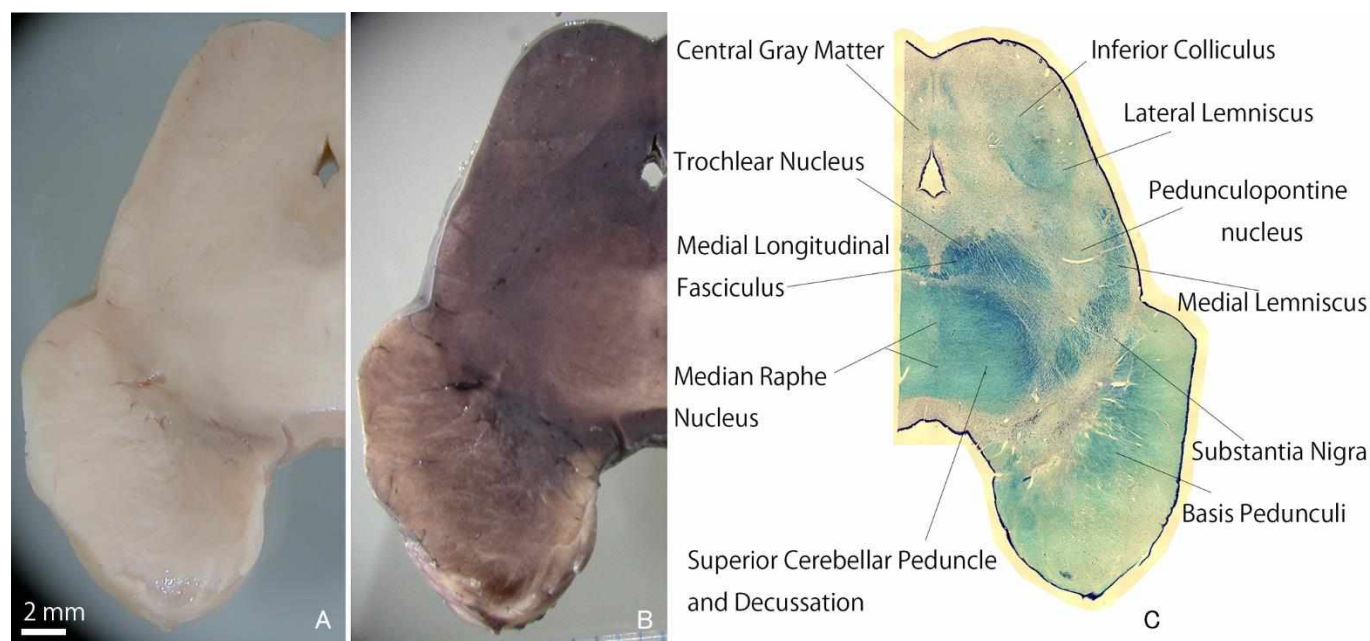 2 mm
A
B
Central Gray Matter
Trochlear Nucleus
Medial Longitudinal
Fasciculus
Median Raphe
Nucleus
Superior Cerebellar Peduncle
and Decussation
Inferior Colliculus
Lateral Lemniscus
Pedunculopontine
nucleus
Medial Lemniscus
Substantia Nigra
Basis Pedunculi
C